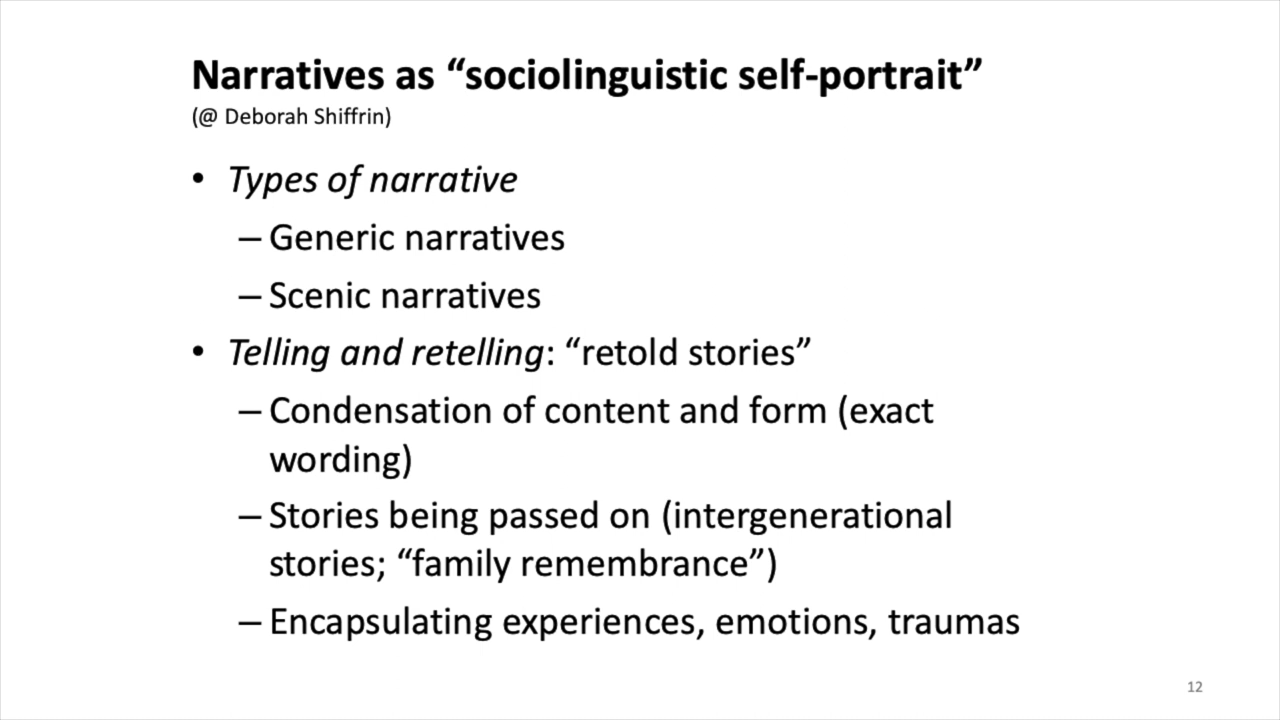 Narratives as “sociolinguistic self-portrait”
(@ Deborah Shiffrin)
• Types of narrative
– Generic narratives
– Scenic narratives
• Telling and retelling: “retold stories”
– Condensation of content and form (exact
wording)
– Stories being passed on (intergenerational
stories; “family remembrance”)
– Encapsulating experiences, emotions, traumas
12